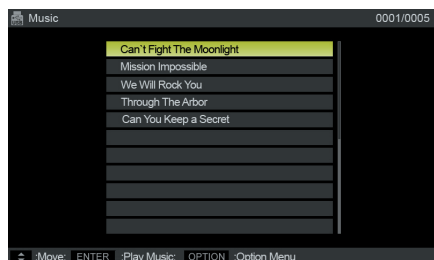 Music 0001/0005
Can`t Fight The Moonlight
Mission Impossible
We Will Rock You
Through The Arbor
Can You Keep a Secret
:Move: ENTER :Play Music: OPTION :Option Menu